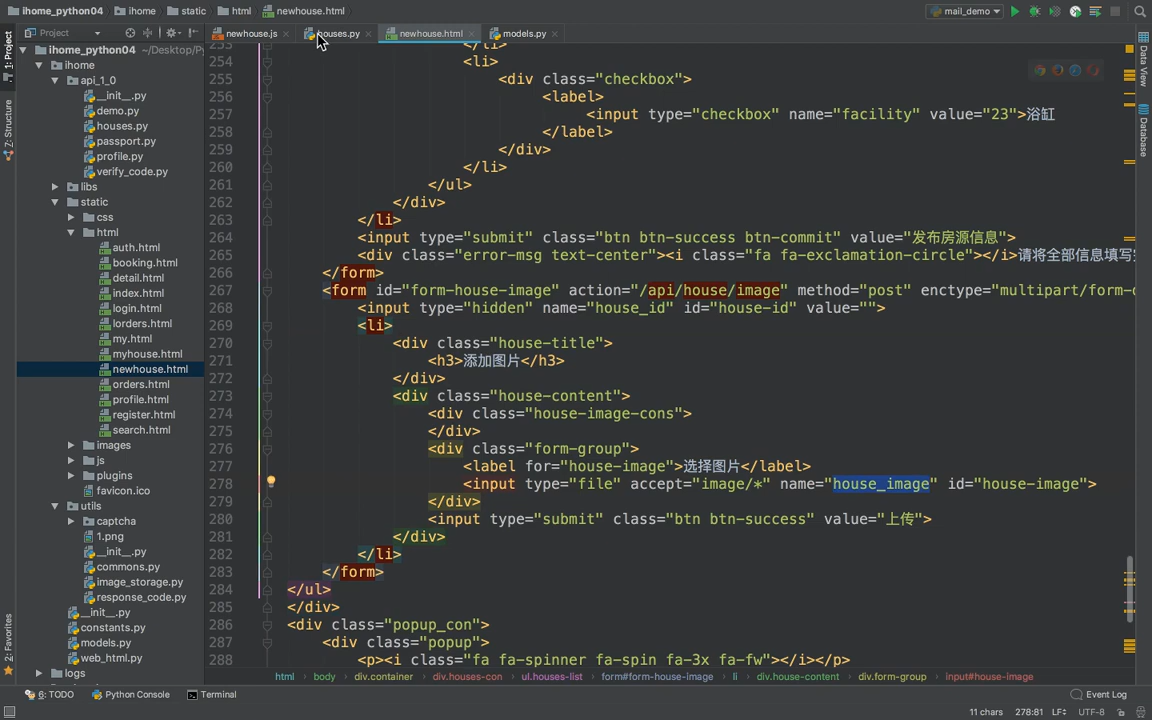 ihome_python04 ihome static html newhouse.html mail_demo
Project newhouse.js houses.py newhouse.html models.py
1: Project
Z: Structure
2: Favorites
Data View
Database
ihome_python04 ~/Desktop/Py
ihome
api_1_0
__init__.py
demo.py
houses.py
passport.py
profile.py
verify_code.py
libs
static
css
html
auth.html
booking.html
detail.html
index.html
login.html
lorders.html
my.html
myhouse.html
newhouse.html
orders.html
profile.html
register.html
search.html
images
js
plugins
favicon.ico
utils
captcha
1.png
__init__.py
commons.py
image_storage.py
response_code.py
__init__.py
constants.py
models.py
web_html.py
logs
253 </li>
254 <li>
255 <div class="checkbox">
256 <label>
257 <input type="checkbox" name="facility" value="23">浴缸
258 </label>
259 </div>
260 </li>
261 </ul>
262 </div>
263 </li>
264 <input type="submit" class="btn btn-success btn-commit" value="发布房源信息">
265 <div class="error-msg text-center"><i class="fa fa-exclamation-circle"></i>请将全部信息填写
266 </form>
267 <form id="form-house-image" action="/api/house/image" method="post" enctype="multipart/form-
268 <input type="hidden" name="house_id" id="house-id" value="">
269 <li>
270 <div class="house-title">
271 <h3>添加图片</h3>
272 </div>
273 <div class="house-content">
274 <div class="house-image-cons">
275 </div>
276 <div class="form-group">
277 <label for="house-image">选择图片</label>
278 <input type="file" accept="image/*" name="house_image" id="house-image">
279 </div>
280 <input type="submit" class="btn btn-success" value="上传">
281 </div>
282 </li>
283 </form>
284 </ul>
285 </div>
286 <div class="popup_con">
287 <div class="popup">
288 <p><i class="fa fa-spinner fa-spin fa-3x fa-fw"></i></p>
html body div.container div.houses-con ul.houses-list form#form-house-image li div.house-content div.form-group input#house-image
6: TODO Python Console Terminal Event Log
11 chars 278:81 LF UTF-8